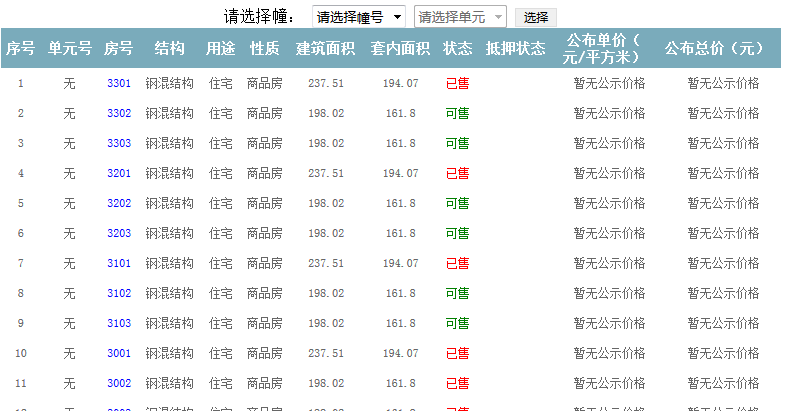 请选择幢： 请选择幢号 请选择单元 选择
序号 单元号 房号 结构 用途 性质 建筑面积 套内面积 状态 抵押状态 公布单价（元/平方米） 公布总价（元）
1 无 3301 钢混结构 住宅 商品房 237.51 194.07 已售 暂无公示价格 暂无公示价格
2 无 3302 钢混结构 住宅 商品房 198.02 161.8 可售 暂无公示价格 暂无公示价格
3 无 3303 钢混结构 住宅 商品房 198.02 161.8 可售 暂无公示价格 暂无公示价格
4 无 3201 钢混结构 住宅 商品房 237.51 194.07 已售 暂无公示价格 暂无公示价格
5 无 3202 钢混结构 住宅 商品房 198.02 161.8 可售 暂无公示价格 暂无公示价格
6 无 3203 钢混结构 住宅 商品房 198.02 161.8 可售 暂无公示价格 暂无公示价格
7 无 3101 钢混结构 住宅 商品房 237.51 194.07 已售 暂无公示价格 暂无公示价格
8 无 3102 钢混结构 住宅 商品房 198.02 161.8 可售 暂无公示价格 暂无公示价格
9 无 3103 钢混结构 住宅 商品房 198.02 161.8 可售 暂无公示价格 暂无公示价格
10 无 3001 钢混结构 住宅 商品房 237.51 194.07 已售 暂无公示价格 暂无公示价格
11 无 3002 钢混结构 住宅 商品房 198.02 161.8 已售 暂无公示价格 暂无公示价格